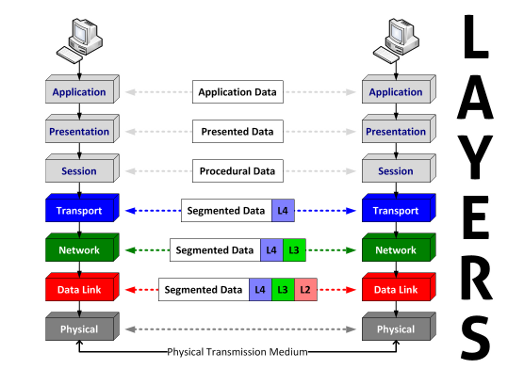 Application Application Data Application
Presentation Presented Data Presentation
Session Procedural Data Session
Transport Segmented Data L4 Transport
Network Segmented Data L4 L3 Network
Data Link Segmented Data L4 L3 L2 Data Link
Physical Physical
Physical Transmission Medium
LAYERS